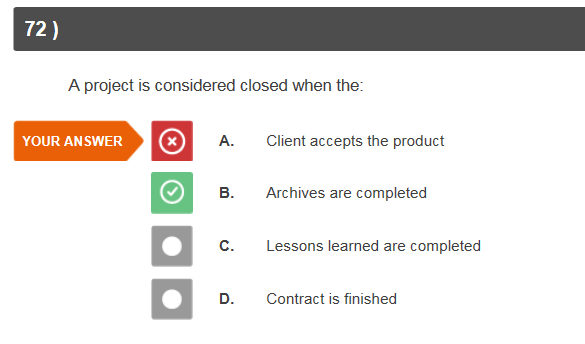 72 )
A project is considered closed when the:
YOUR ANSWER A. Client accepts the product
B. Archives are completed
C. Lessons learned are completed
D. Contract is finished